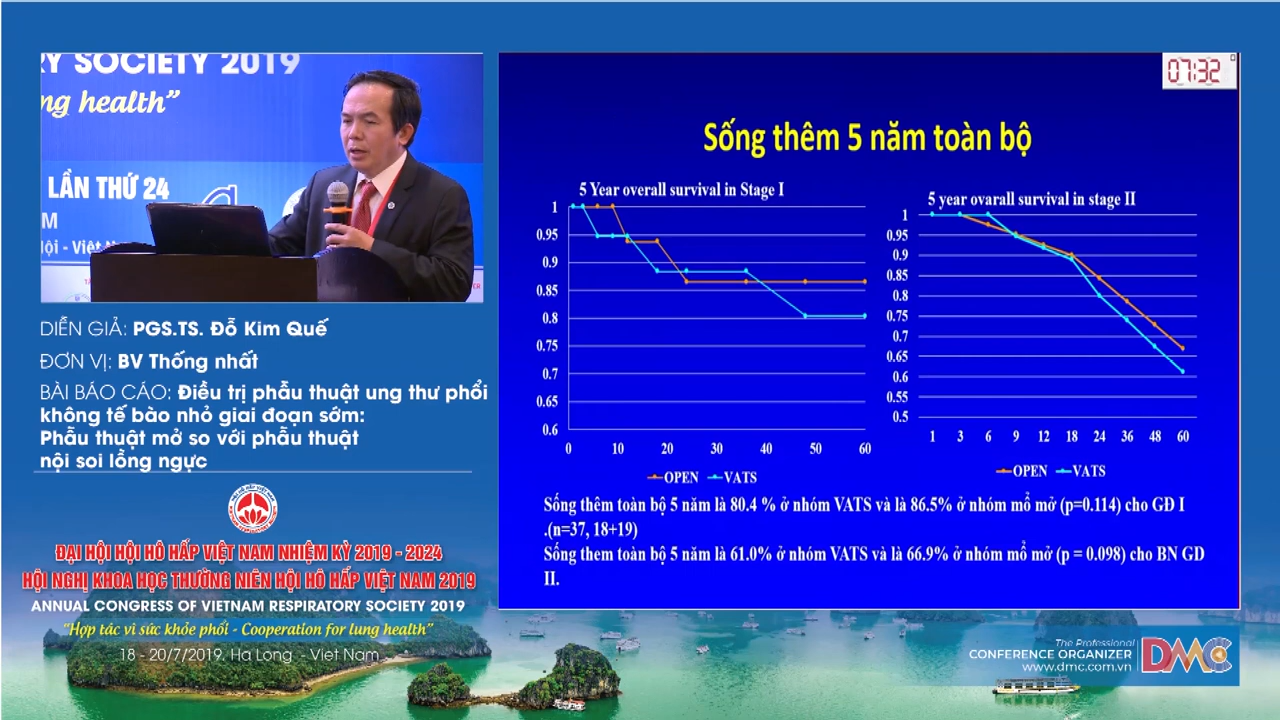 RY SOCIETY 2019
ng health”
LẦN THỨ 24
07:32
Sống thêm 5 năm toàn bộ
5 Year overall survival in Stage I
1
0.95
0.9
0.85
0.8
0.75
0.7
0.65
0.6
0 10 20 30 40 50 60
OPEN VATS
5 year ovarall survival in stage II
1
0.95
0.9
0.85
0.8
0.75
0.7
0.65
0.6
0.55
0.5
1 3 6 9 12 18 24 36 48 60
OPEN VATS
Sống thêm toàn bộ 5 năm là 80.4 % ở nhóm VATS và là 86.5% ở nhóm mổ mở (p=0.114) cho GĐ I
.(n=37, 18+19)
Sống them toàn bộ 5 năm là 61.0% ở nhóm VATS và là 66.9% ở nhóm mổ mở (p = 0.098) cho BN GD
II.
DIỄN GIẢ: PGS.TS. Đỗ Kim Quế
ĐƠN VỊ: BV Thống nhất
BÀI BÁO CÁO: Điều trị phẫu thuật ung thư phổi
không tế bào nhỏ giai đoạn sớm:
Phẫu thuật mở so với phẫu thuật
nội soi lồng ngực
ĐẠI HỘI HỘI HÔ HẤP VIỆT NAM NHIỆM KỲ 2019 - 2024
HỘI NGHỊ KHOA HỌC THƯỜNG NIÊN HỘI HÔ HẤP VIỆT NAM 2019
ANNUAL CONGRESS OF VIETNAM RESPIRATORY SOCIETY 2019
“Hợp tác vì sức khỏe phổi - Cooperation for lung health”
18 - 20/7/2019. Ha Long - Viet Nam
The Professional
CONFERENCE ORGANIZER
www.dmc.com.vn
DMC